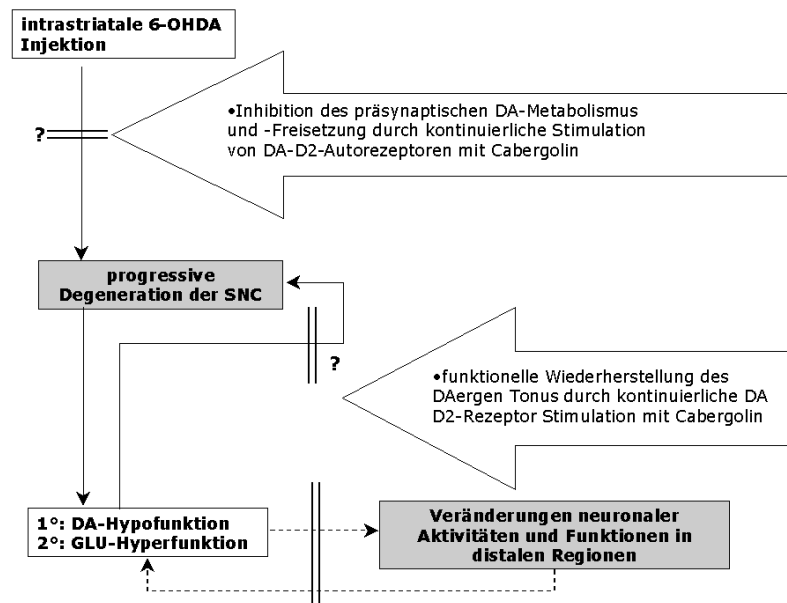 intrastriatale 6-OHDA
Injektion
•Inhibition des präsynaptischen DA-Metabolismus
und -Freisetzung durch kontinuierliche Stimulation
von DA-D2-Autorezeptoren mit Cabergolin
?
progressive
Degeneration der SNC
?
•funktionelle Wiederherstellung des
DAergen Tonus durch kontinuierliche DA
D2-Rezeptor Stimulation mit Cabergolin
1°: DA-Hypofunktion
2°: GLU-Hyperfunktion
Veränderungen neuronaler
Aktivitäten und Funktionen in
distalen Regionen